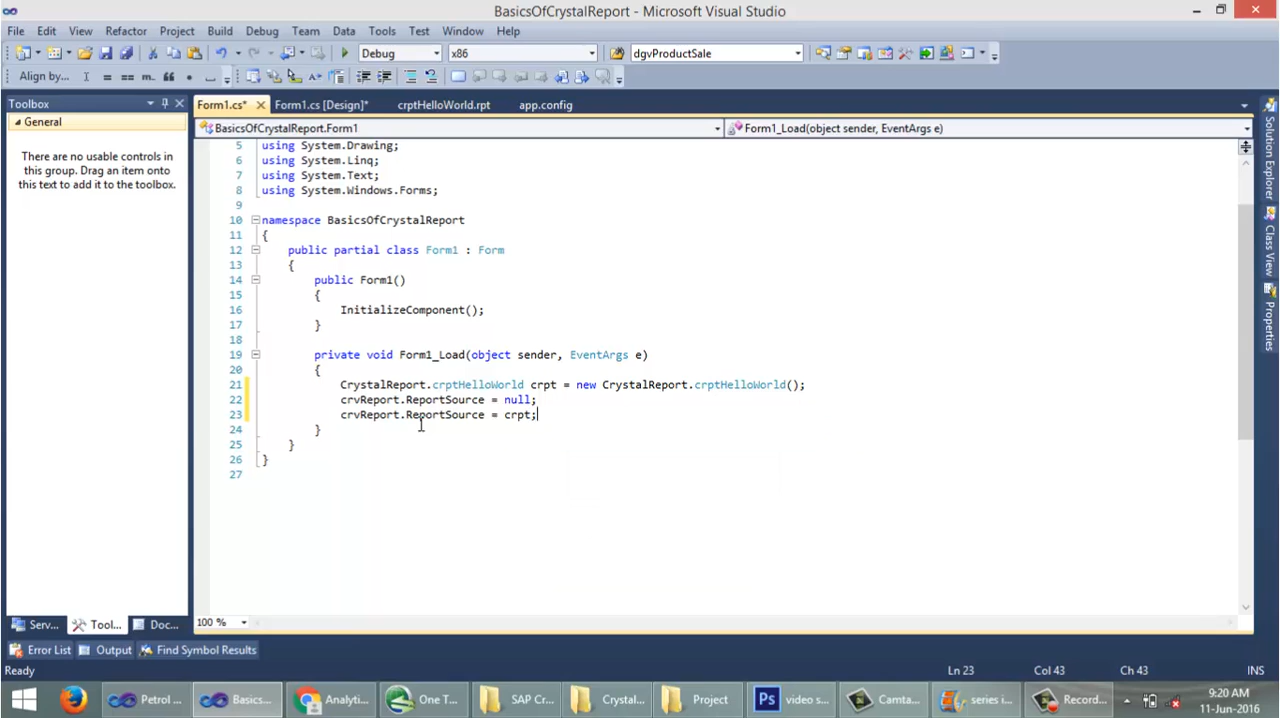 BasicsOfCrystalReport - Microsoft Visual Studio
File Edit View Refactor Project Build Debug Team Data Tools Test Window Help
Debug x86 dgvProductSale
Align by...
Toolbox
General
There are no usable controls in
this group. Drag an item onto
this text to add it to the toolbox.
Form1.cs* Form1.cs [Design]* crptHelloWorld.rpt app.config
BasicsOfCrystalReport.Form1 Form1_Load(object sender, EventArgs e)
5 using System.Drawing;
6 using System.Linq;
7 using System.Text;
8 using System.Windows.Forms;
9
10 namespace BasicsOfCrystalReport
11 {
12 public partial class Form1 : Form
13 {
14 public Form1()
15 {
16 InitializeComponent();
17 }
18
19 private void Form1_Load(object sender, EventArgs e)
20 {
21 CrystalReport.crptHelloWorld crpt = new CrystalReport.crptHelloWorld();
22 crvReport.ReportSource = null;
23 crvReport.ReportSource = crpt;
24 }
25 }
26 }
27
100 %
Solution Explorer
Class View
Properties
Serv... Tool... Doc...
Error List Output Find Symbol Results
Ready Ln 23 Col 43 Ch 43 INS
Petrol ... Basics... Analyti... One T... SAP Cr... Crystal... Project Ps video s... Camta... series i... Record...
9:20 AM
11-Jun-2016